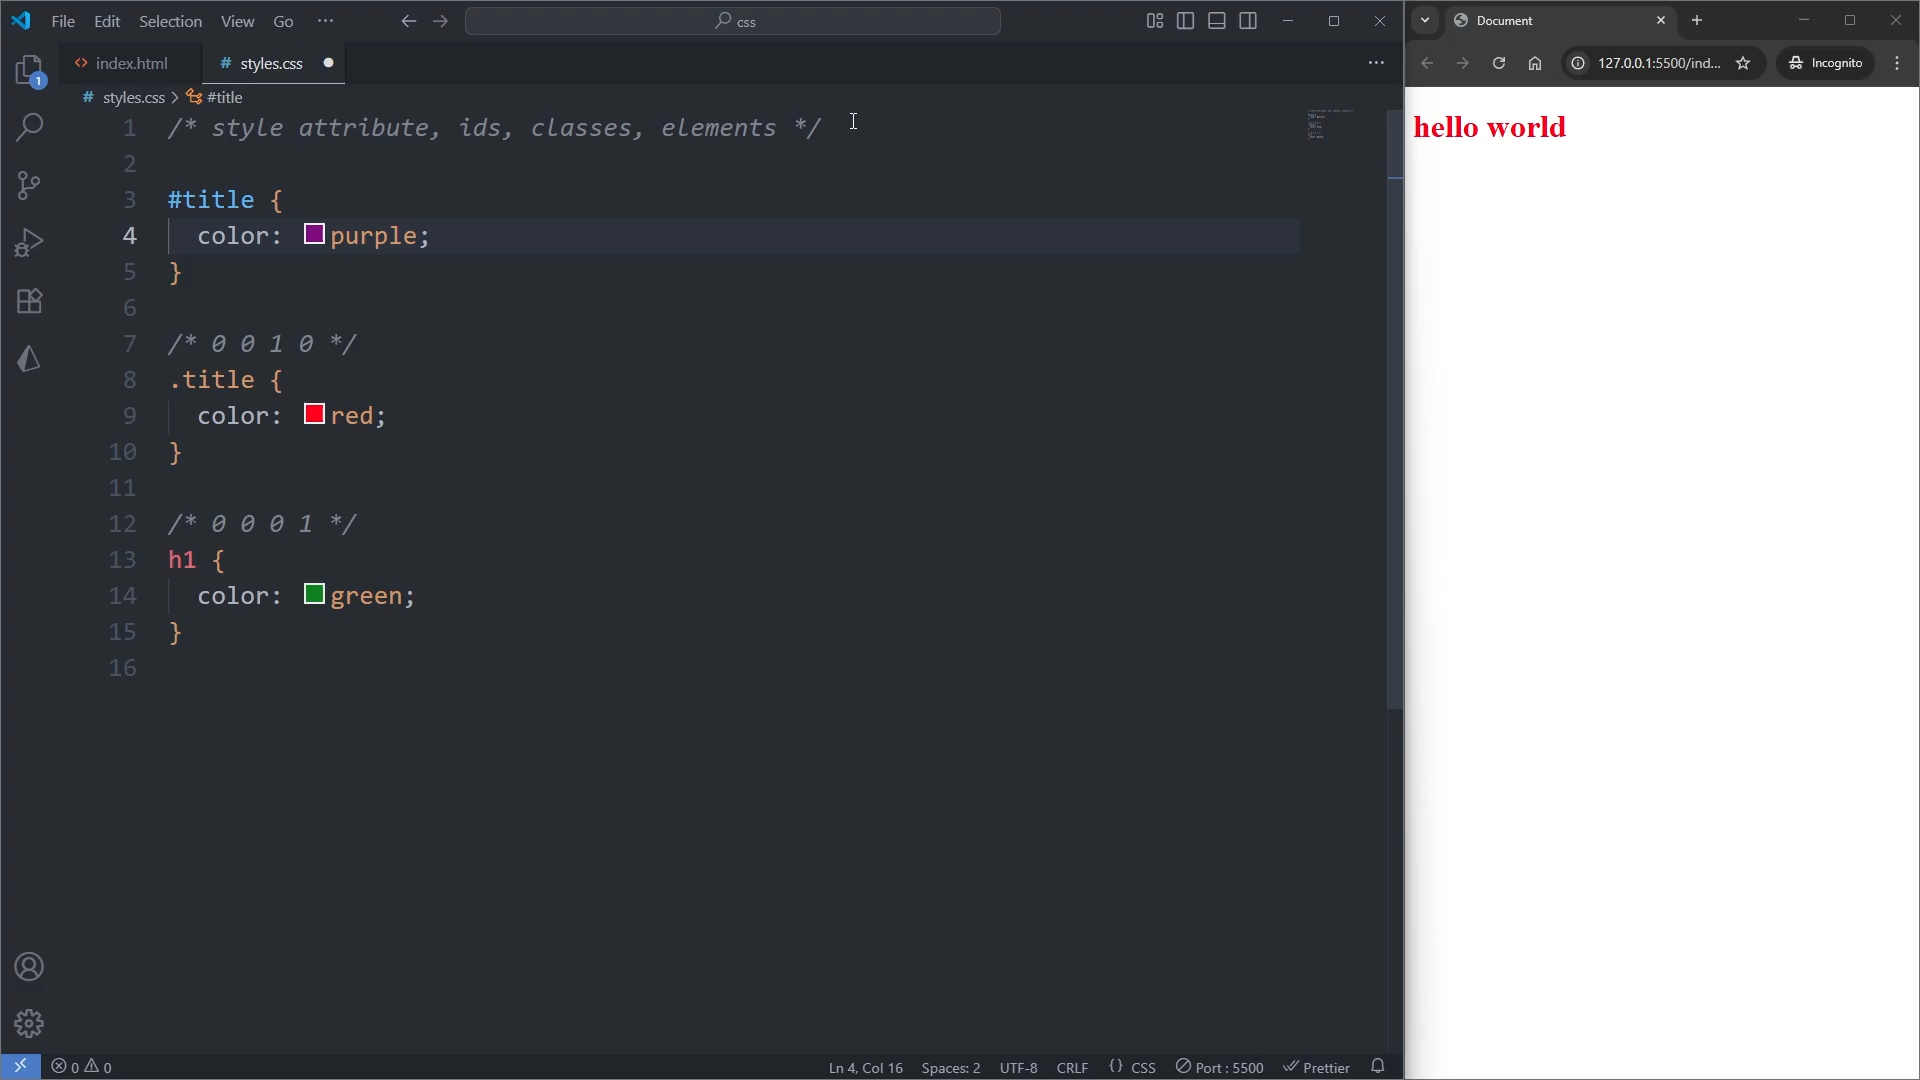 File Edit Selection View Go ··· css
index.html styles.css
# styles.css > #title
1 /* style attribute, ids, classes, elements */
2
3 #title {
4 color: purple;
5 }
6
7 /* 0 0 1 0 */
8 .title {
9 color: red;
10 }
11
12 /* 0 0 0 1 */
13 h1 {
14 color: green;
15 }
16
1
0 0 Ln 4, Col 16 Spaces: 2 UTF-8 CRLF {} CSS Port : 5500 Prettier
Document
127.0.0.1:5500/ind... Incognito
hello world